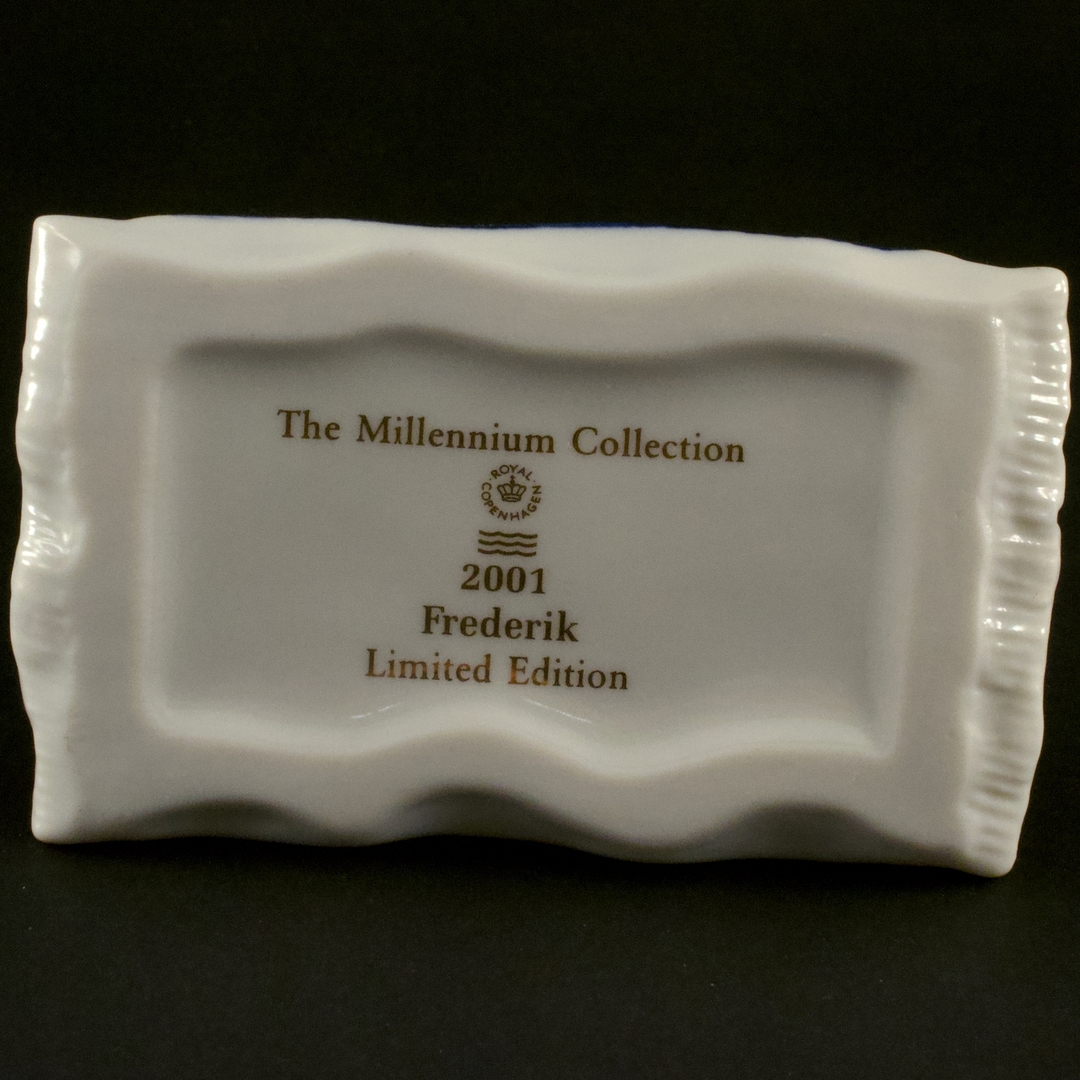 The Millennium Collection
ROYAL COPENHAGEN
2001
Frederik
Limited Edition